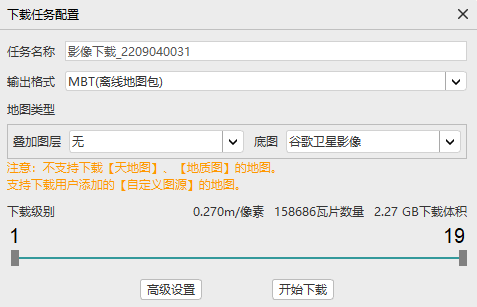 下载任务配置
任务名称 影像下载_2209040031
输出格式 MBT(离线地图包)
地图类型
叠加图层 无 底图 谷歌卫星影像
注意：不支持下载【天地图】、【地质图】的地图。
支持下载用户添加的【自定义图源】的地图。
下载级别 0.270m/像素 158686瓦片数量 2.27 GB下载体积
1 19
高级设置 开始下载